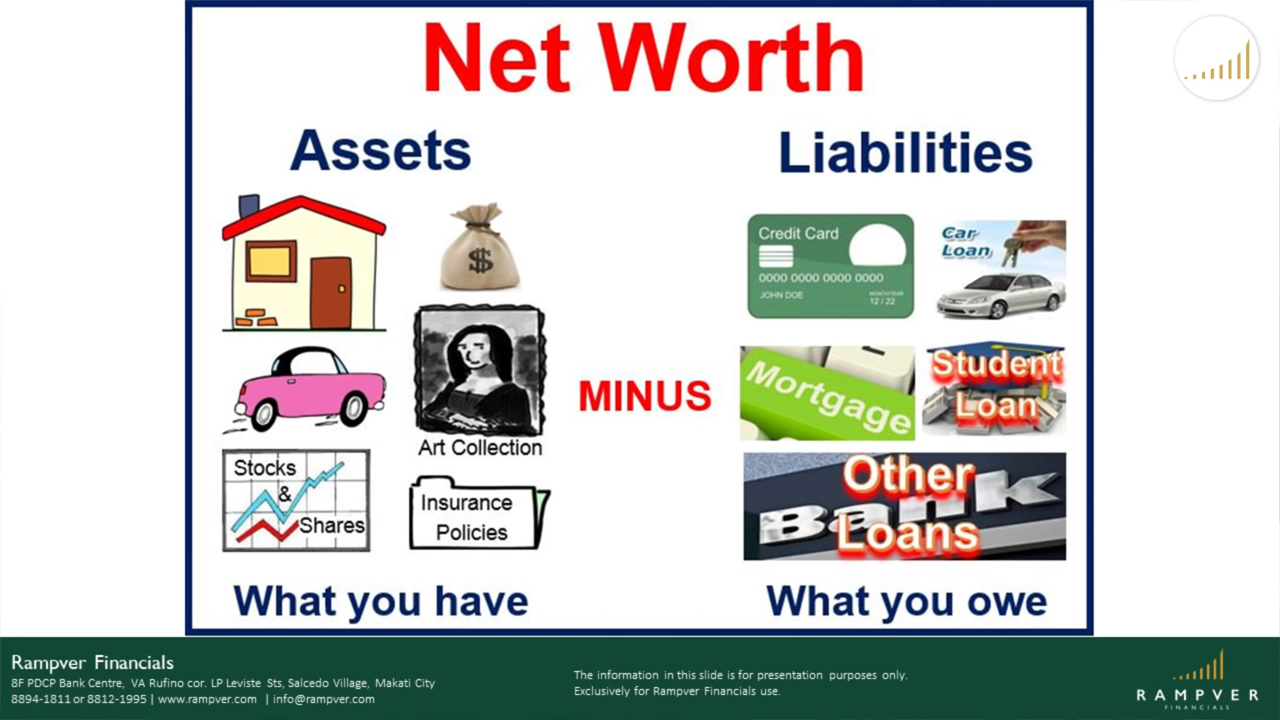 Net Worth
Assets
Liabilities
$
Credit Card
0000 0000 0000 0000
JOHN DOE
MONTH/YEAR
12 / 22
Car
Loan
MINUS
Mortgage
Student
Loan
Art Collection
Stocks
&
Shares
Insurance
Policies
Other
Bank
Loans
What you have
What you owe
Rampver Financials
8F PDCP Bank Centre, VA Rufino cor. LP Leviste Sts, Salcedo Village, Makati City
8894-1811 or 8812-1995 | www.rampver.com | info@rampver.com
The information in this slide is for presentation purposes only.
Exclusively for Rampver Financials use.
RAMPVER
FINANCIALS